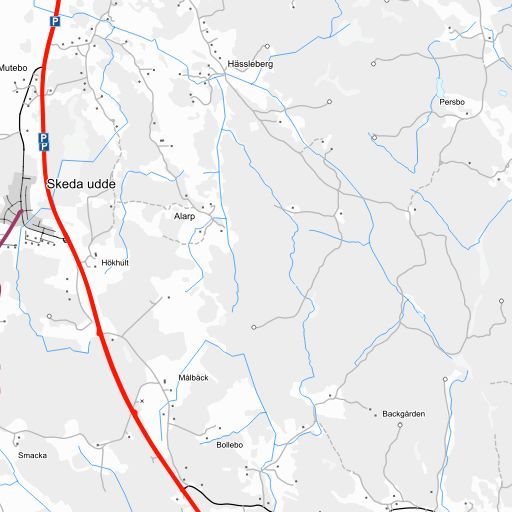 P
Hässleberg
Mutebo
Persbo
P
P
Skeda udde
Alarp
Hökhult
Målbäck
Backgården
Bollebo
Smacka